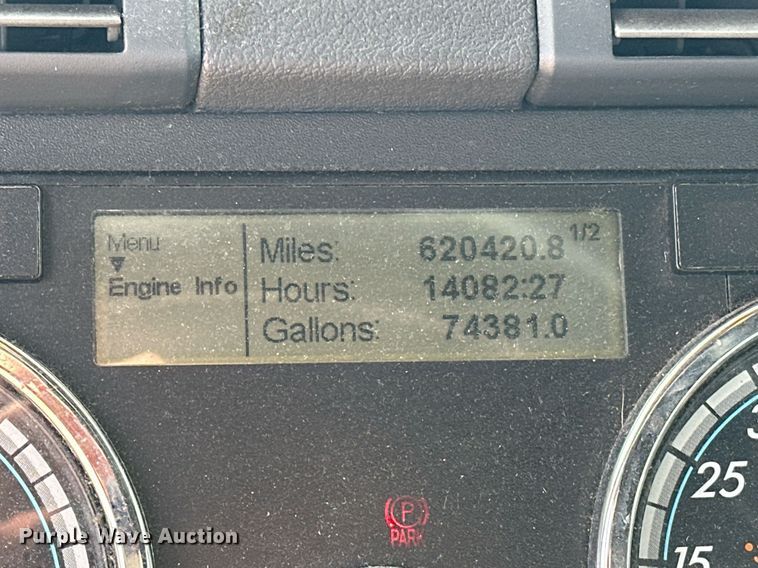 Menu
Engine Info
Miles: 620420.8 1/2
Hours: 14082:27
Gallons: 74381.0
25
15
P
PARK
Purple Wave Auction